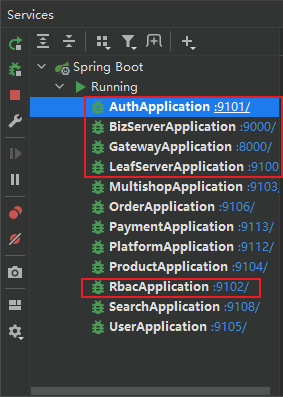 Services
Spring Boot
Running
AuthApplication :9101/
BizServerApplication :9000/
GatewayApplication :8000/
LeafServerApplication :9100
MultishopApplication :9103/
OrderApplication :9106/
PaymentApplication :9113/
PlatformApplication :9112/
ProductApplication :9104/
RbacApplication :9102/
SearchApplication :9108/
UserApplication :9105/